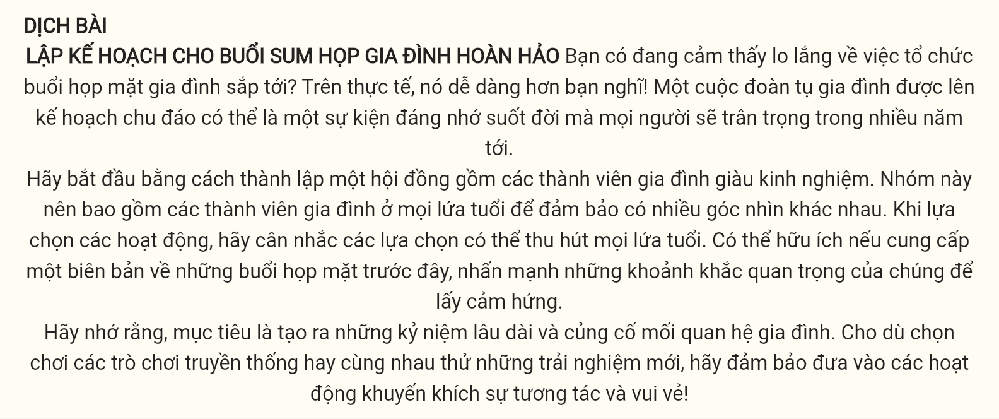 DỊCH BÀI
LẬP KẾ HOẠCH CHO BUỔI SUM HỌP GIA ĐÌNH HOÀN HẢO Bạn có đang cảm thấy lo lắng về việc tổ chức
buổi họp mặt gia đình sắp tới? Trên thực tế, nó dễ dàng hơn bạn nghĩ! Một cuộc đoàn tụ gia đình được lên
kế hoạch chu đáo có thể là một sự kiện đáng nhớ suốt đời mà mọi người sẽ trân trọng trong nhiều năm
tới.
Hãy bắt đầu bằng cách thành lập một hội đồng gồm các thành viên gia đình giàu kinh nghiệm. Nhóm này
nên bao gồm các thành viên gia đình ở mọi lứa tuổi để đảm bảo có nhiều góc nhìn khác nhau. Khi lựa
chọn các hoạt động, hãy cân nhắc các lựa chọn có thể thu hút mọi lứa tuổi. Có thể hữu ích nếu cung cấp
một biên bản về những buổi họp mặt trước đây, nhấn mạnh những khoảnh khắc quan trọng của chúng để
lấy cảm hứng.
Hãy nhớ rằng, mục tiêu là tạo ra những kỷ niệm lâu dài và củng cố mối quan hệ gia đình. Cho dù chọn
chơi các trò chơi truyền thống hay cùng nhau thử những trải nghiệm mới, hãy đảm bảo đưa vào các hoạt
động khuyến khích sự tương tác và vui vẻ!